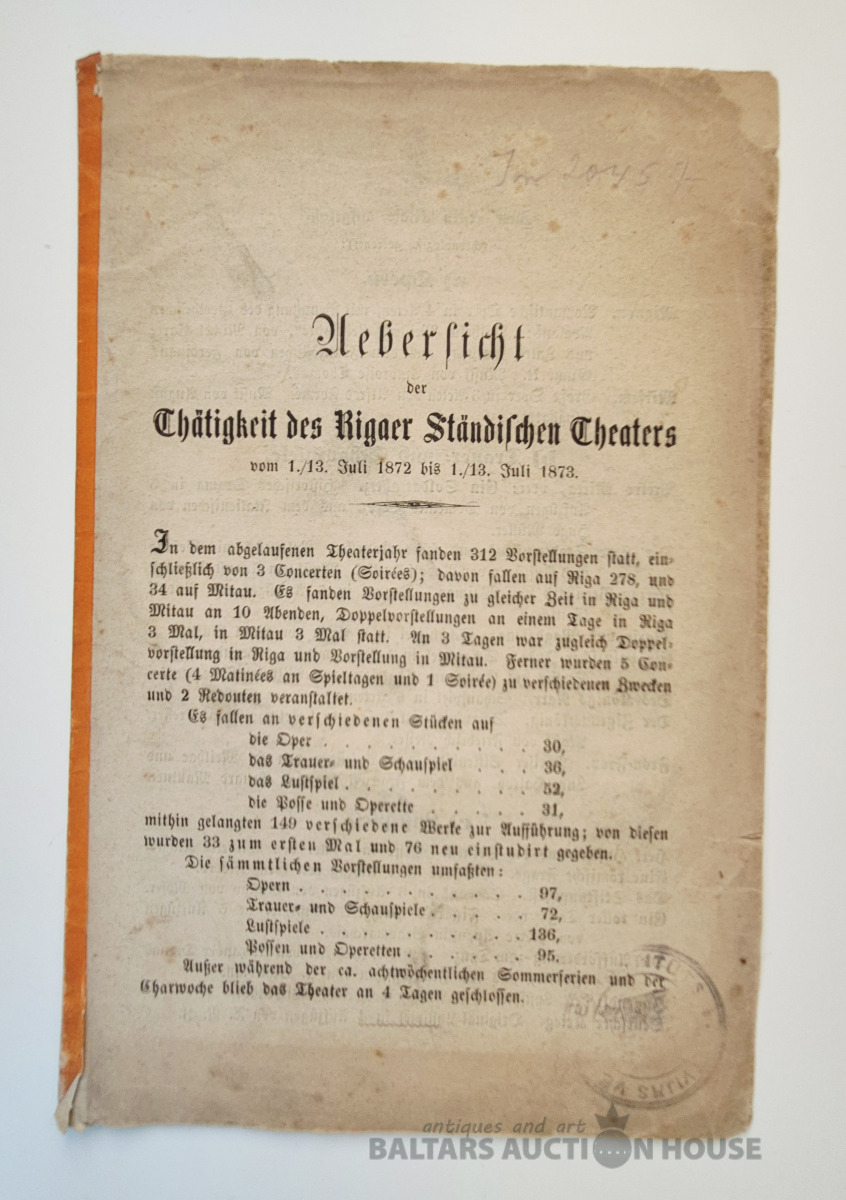 Jm 2045
Uebersicht
der
Thätigkeit des Rigaer Ständischen Theaters
vom 1./13. Juli 1872 bis 1./13. Juli 1873.
In dem abgelaufenen Theaterjahr fanden 312 Vorstellungen statt, ein-
schließlich von 3 Concerten (Soirées); davon fallen auf Riga 278, und
34 auf Mitau. Es fanden Vorstellungen zu gleicher Zeit in Riga und
Mitau an 10 Abenden, Doppelvorstellungen an einem Tage in Riga
3 Mal, in Mitau 3 Mal statt. An 3 Tagen war zugleich Doppel-
vorstellung in Riga und Vorstellung in Mitau. Ferner wurden 5 Con-
certe (4 Matinées an Spieltagen und 1 Soirée) zu verschiedenen Zwecken
und 2 Redouten veranstaltet.
Es fallen an verschiedenen Stücken auf
die Oper . . . . . . . . . . 30,
das Trauer- und Schauspiel . . . 36,
das Lustspiel . . . . . . . . . 52,
die Posse und Operette . . . . . 31,
mithin gelangten 149 verschiedene Werke zur Aufführung; von diesen
wurden 33 zum ersten Mal und 76 neu einstudirt gegeben.
Die sämmtlichen Vorstellungen umfaßten:
Opern . . . . . . . . . . . 97,
Trauer- und Schauspiele . . . . . 72,
Lustspiele . . . . . . . . . . 136,
Possen und Operetten . . . . . . 95.
Außer während der ca. achtwöchentlichen Sommerferien und der
Charwoche blieb das Theater an 4 Tagen geschlossen.
antiques and art
BALTARS AUCTION HOUSE